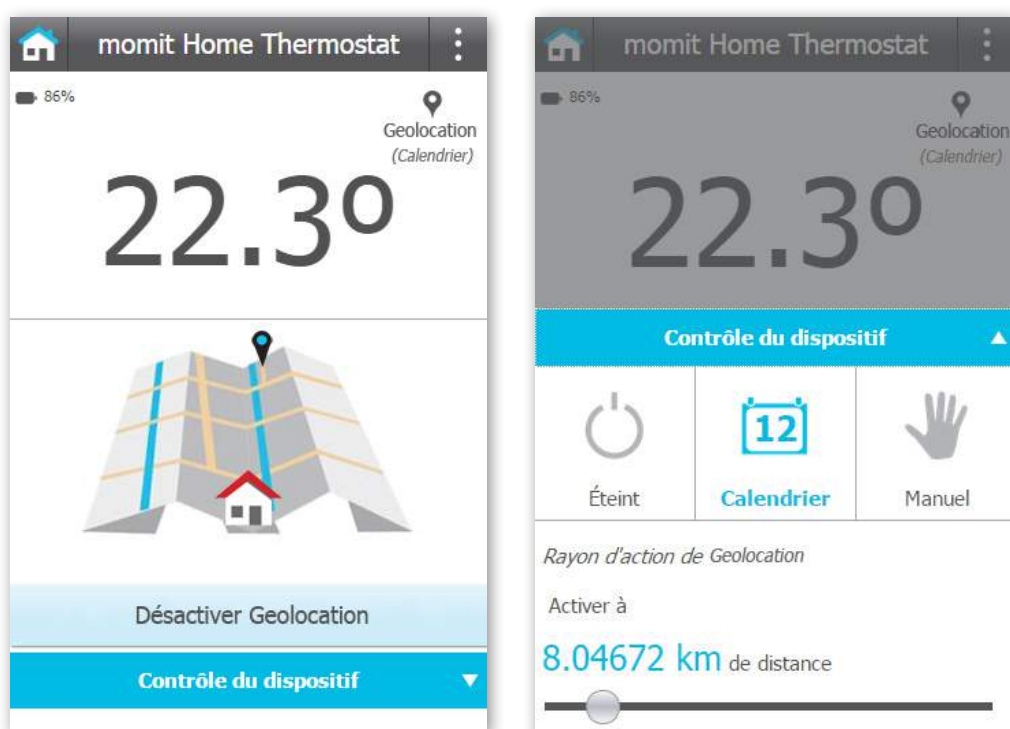 momit Home Thermostat
86%
Geolocation
(Calendrier)
22.3º
Désactiver Geolocation
Contrôle du dispositif
momit Home Thermostat
86%
Geolocation
(Calendrier)
22.3º
Contrôle du dispositif
12
Éteint
Calendrier
Manuel
Rayon d'action de Geolocation
Activer à
8.04672 km de distance